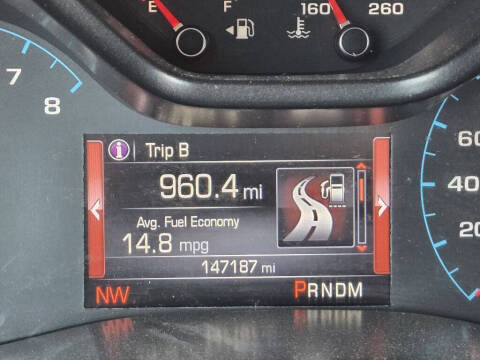 E F 160 260
7
8
i Trip B
960.4 mi
Avg. Fuel Economy
14.8 mpg
147187 mi
NW PRNDM
60
40
20